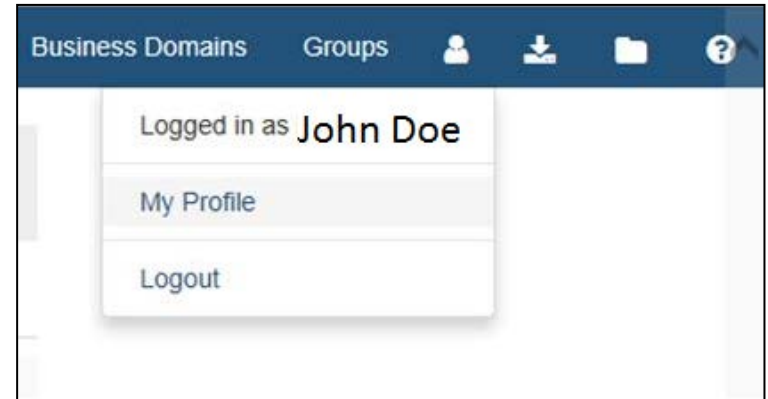 Business Domains Groups
Logged in as John Doe
My Profile
Logout